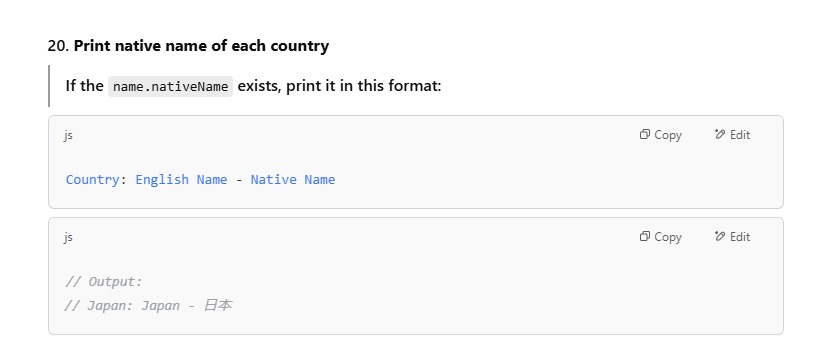 20. Print native name of each country
If the name.nativeName exists, print it in this format:
js
Copy
Edit
Country: English Name - Native Name
js
Copy
Edit
// Output:
// Japan: Japan - 日本